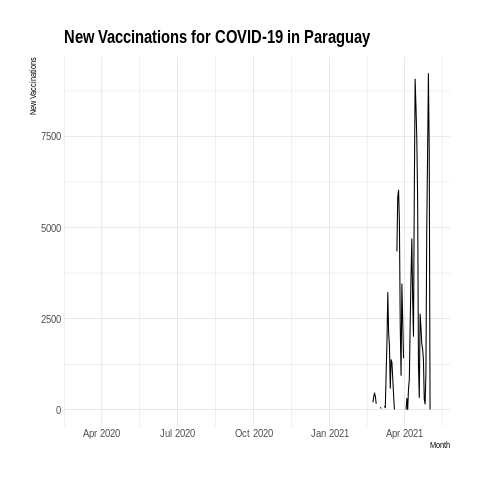 New Vaccinations for COVID-19 in Paraguay
New Vaccinations
7500
5000
2500
0
Apr 2020 Jul 2020 Oct 2020 Jan 2021 Apr 2021
Month